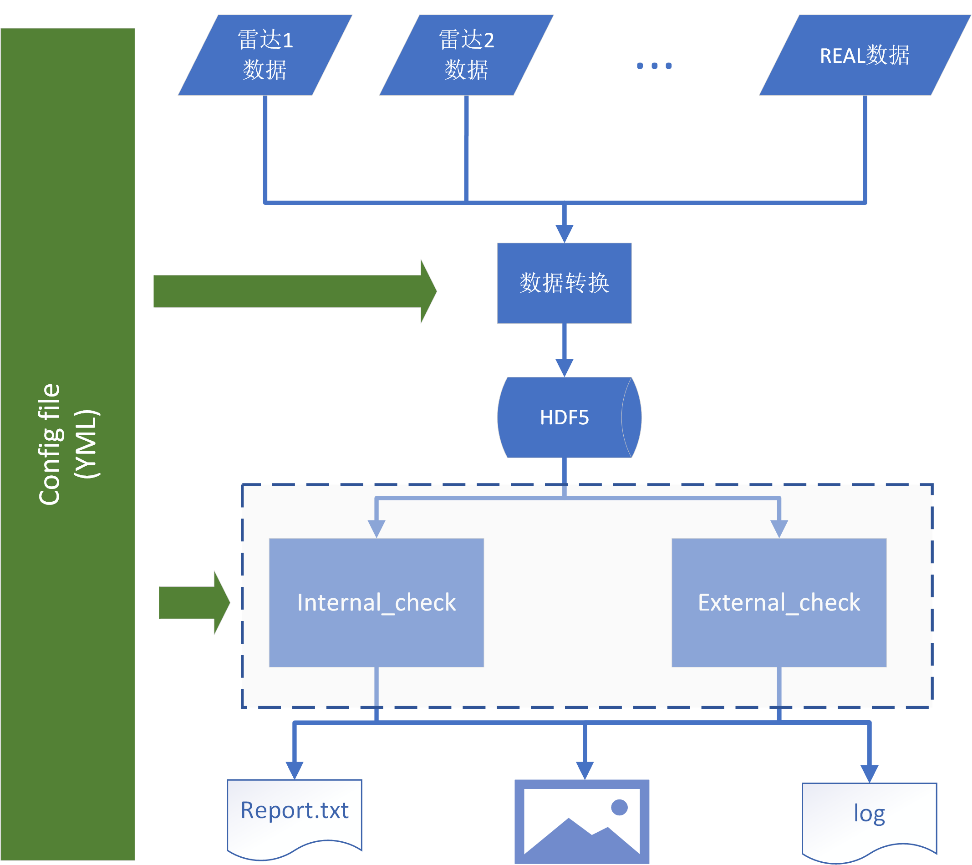 雷达1
数据
雷达2
数据
...
REAL数据
数据转换
HDF5
Config file
(YML)
Internal_check
External_check
Report.txt
log